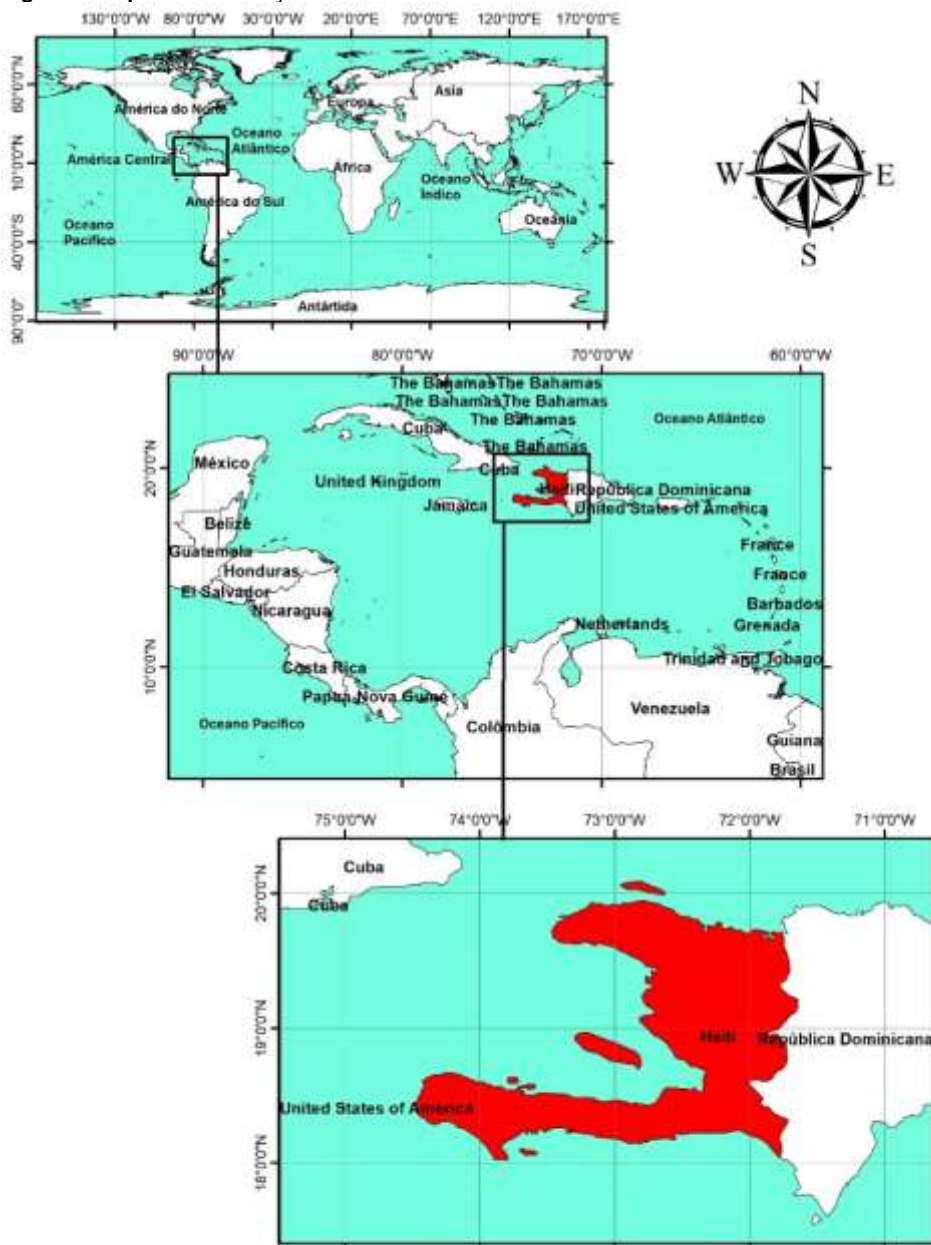 130°0'0"W 80°0'0"W 30°0'0"W 20°0'0"E 70°0'0"E 120°0'0"E 170°0'0"E
60°0'0"N
10°0'0"N
40°0'0"S
90°0'0"
América do Norte
Europa
Asia
Oceano Atlântico
América Central
África
Oceano Indico
América do Sul
Oceania
Oceano Pacífico
Antártida
N
W E
S
90°0'0"W 80°0'0"W 70°0'0"W 60°0'0"W
20°0'0"N
10°0'0"N
The Bahamas The Bahamas
The Bahamas The Bahamas
The Bahamas
Cuba
Oceano Atlântico
The Bahamas
México
Cuba
United Kingdom
Haiti República Dominicana
Jamaica
United States of America
Belize
Guatemala
France
Honduras
France
El Salvador
Nicaragua
Barbados
Netherlands
Grenada
Costa Rica
Trinidad and Tobago
Papua Nova Guiné
Venezuela
Oceano Pacífico
Colômbia
Guiana
Brasil
75°0'0"W 74°0'0"W 73°0'0"W 72°0'0"W 71°0'0"W
20°0'0"N
19°0'0"N
18°0'0"N
Cuba
Cuba
Haiti
República Dominicana
United States of America